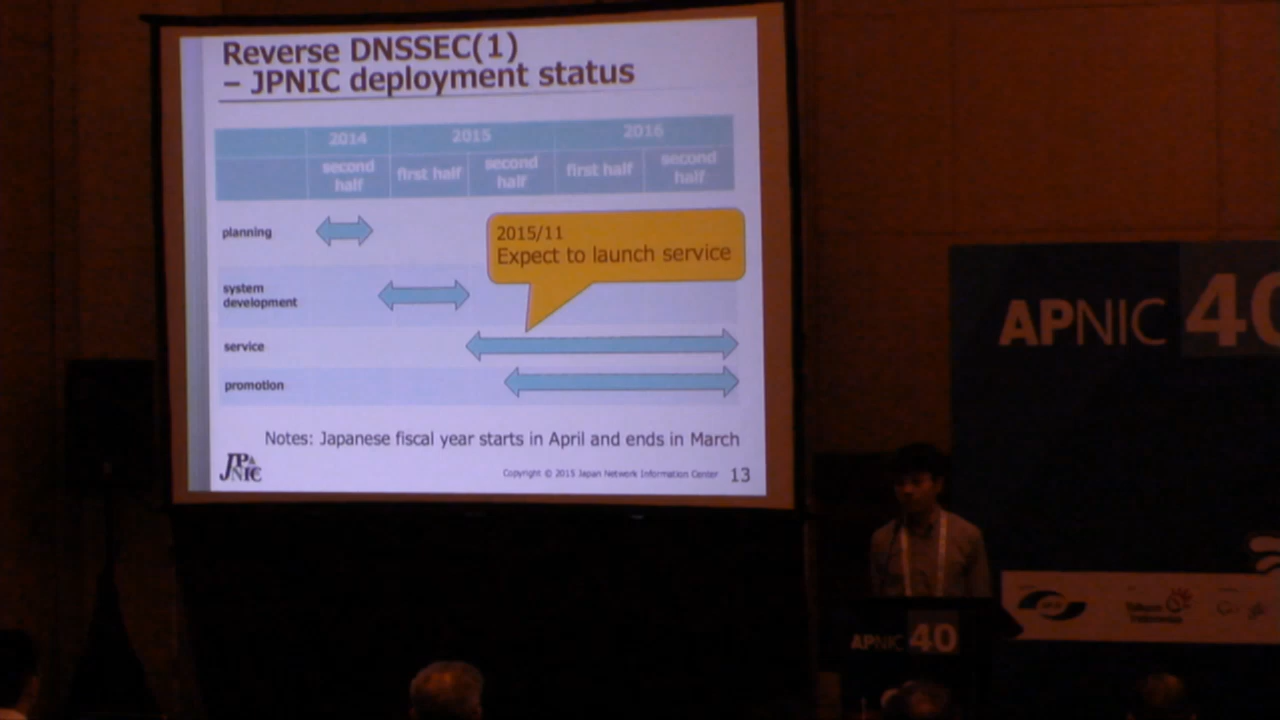 Reverse DNSSEC(1)
– JPNIC deployment status
2014 2015 2016
second half first half second half first half second half
planning
2015/11
Expect to launch service
system
development
service
promotion
Notes: Japanese fiscal year starts in April and ends in March
JPNIC
Copyright © 2015 Japan Network Information Center 13
APNIC 40
APNIC 40